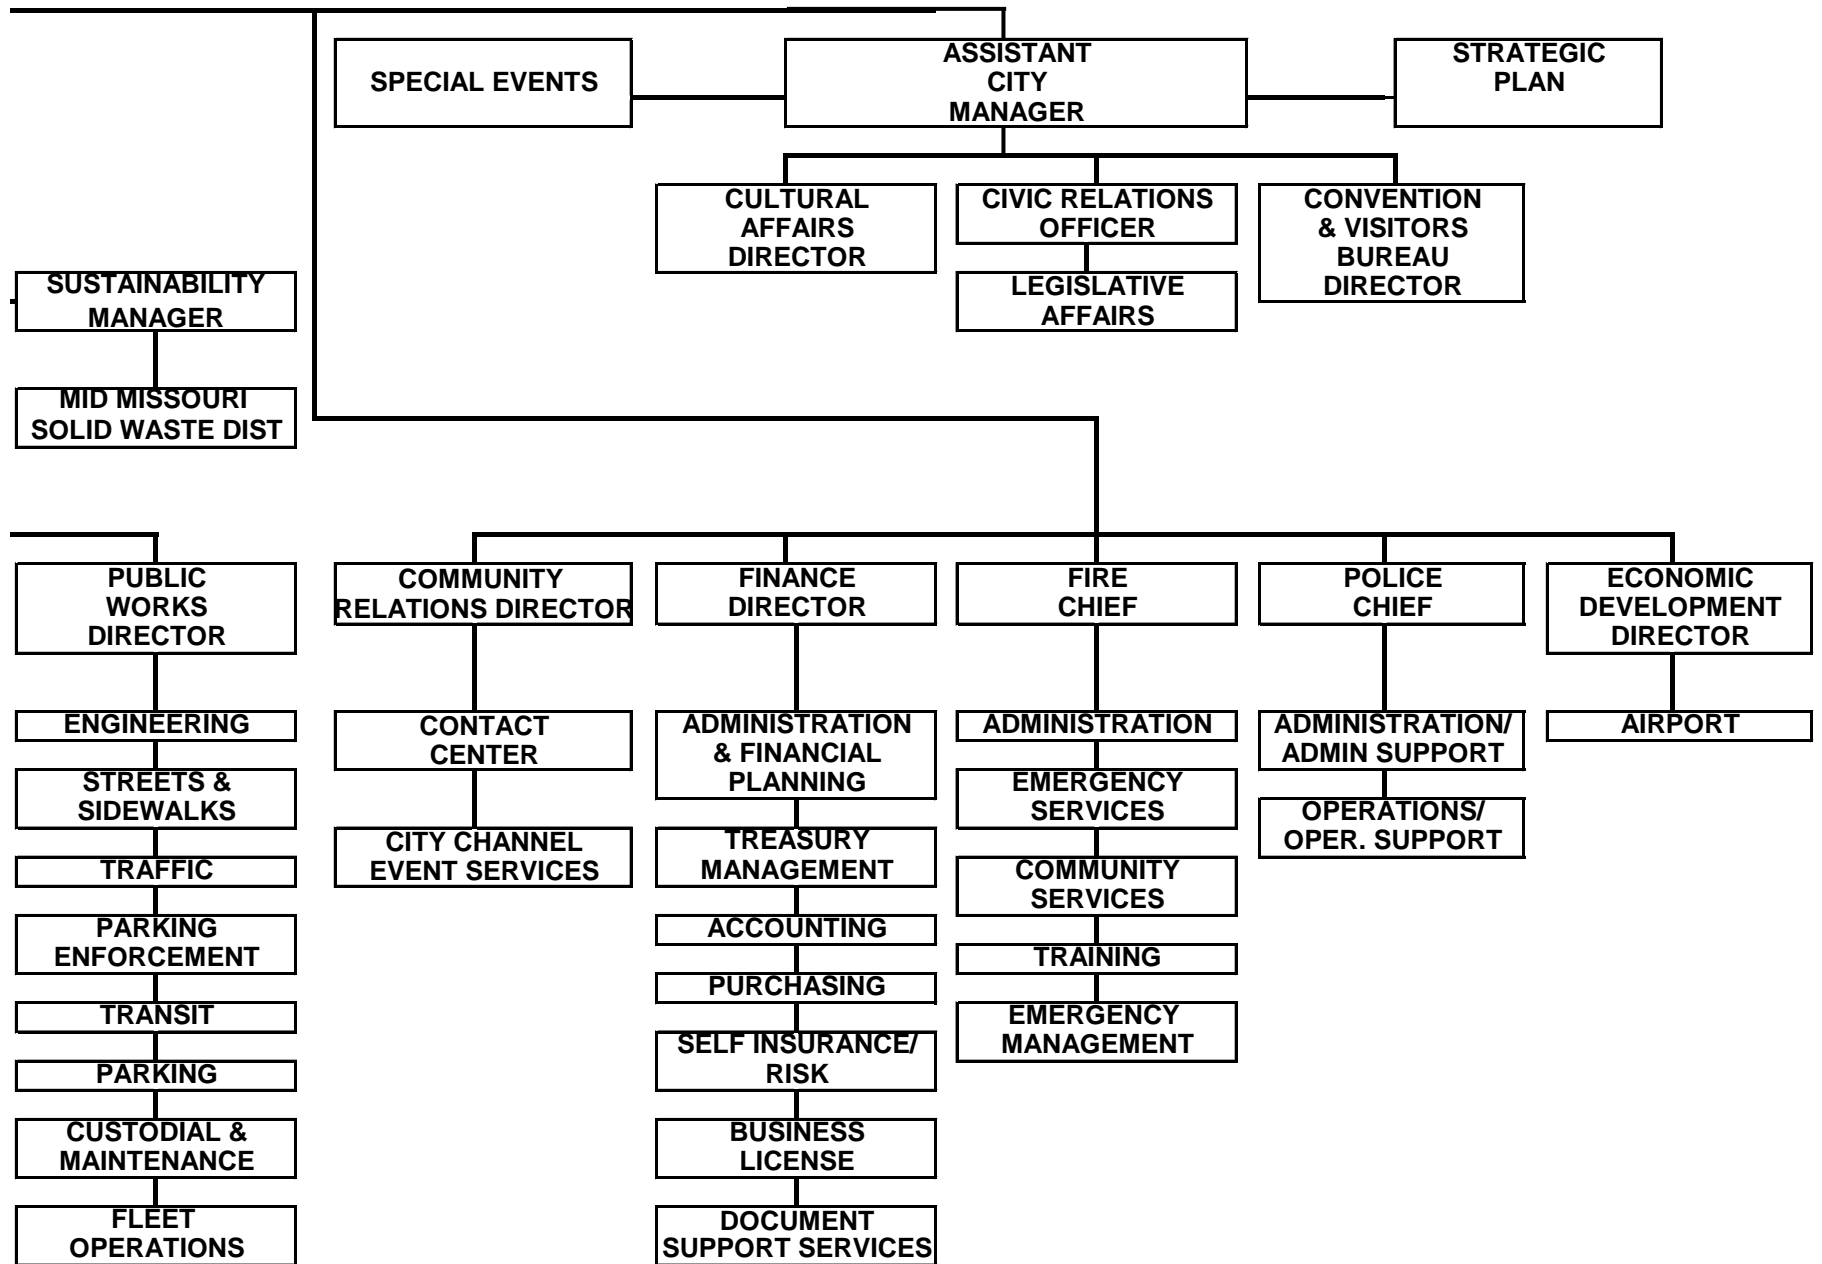 SPECIAL EVENTS
ASSISTANT
CITY
MANAGER
STRATEGIC
PLAN
CULTURAL
AFFAIRS
DIRECTOR
CIVIC RELATIONS
OFFICER
CONVENTION
& VISITORS
BUREAU
DIRECTOR
LEGISLATIVE
AFFAIRS
SUSTAINABILITY
MANAGER
MID MISSOURI
SOLID WASTE DIST
PUBLIC
WORKS
DIRECTOR
ENGINEERING
STREETS &
SIDEWALKS
TRAFFIC
PARKING
ENFORCEMENT
TRANSIT
PARKING
CUSTODIAL &
MAINTENANCE
FLEET
OPERATIONS
COMMUNITY
RELATIONS DIRECTOR
CONTACT
CENTER
CITY CHANNEL
EVENT SERVICES
FINANCE
DIRECTOR
ADMINISTRATION
& FINANCIAL
PLANNING
TREASURY
MANAGEMENT
ACCOUNTING
PURCHASING
SELF INSURANCE/
RISK
BUSINESS
LICENSE
DOCUMENT
SUPPORT SERVICES
FIRE
CHIEF
ADMINISTRATION
EMERGENCY
SERVICES
COMMUNITY
SERVICES
TRAINING
EMERGENCY
MANAGEMENT
POLICE
CHIEF
ADMINISTRATION/
ADMIN SUPPORT
OPERATIONS/
OPER. SUPPORT
ECONOMIC
DEVELOPMENT
DIRECTOR
AIRPORT